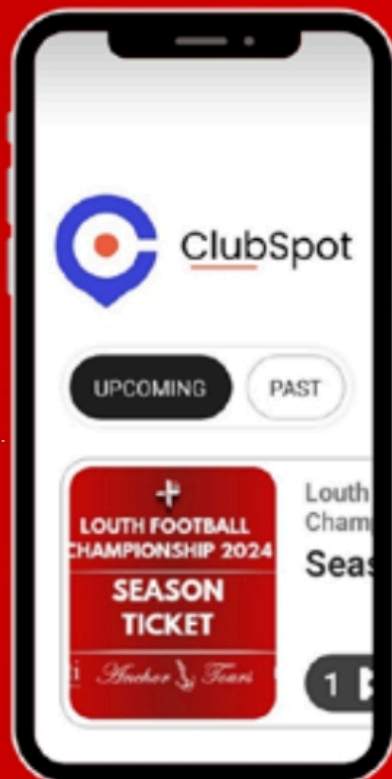 ClubSpot
UPCOMING
PAST
LOUTH FOOTBALL
CHAMPIONSHIP 2024
SEASON
TICKET
Anchor Tours
Louth
Cham
Seas
1